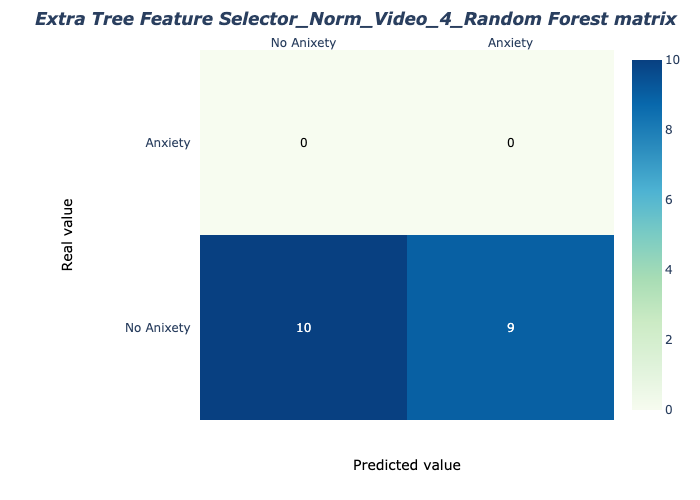 Extra Tree Feature Selector_Norm_Video_4_Random Forest matrix
No Anixety
Anxiety
10
8
6
4
2
0
Anxiety
0
0
Real value
No Anixety
10
9
Predicted value